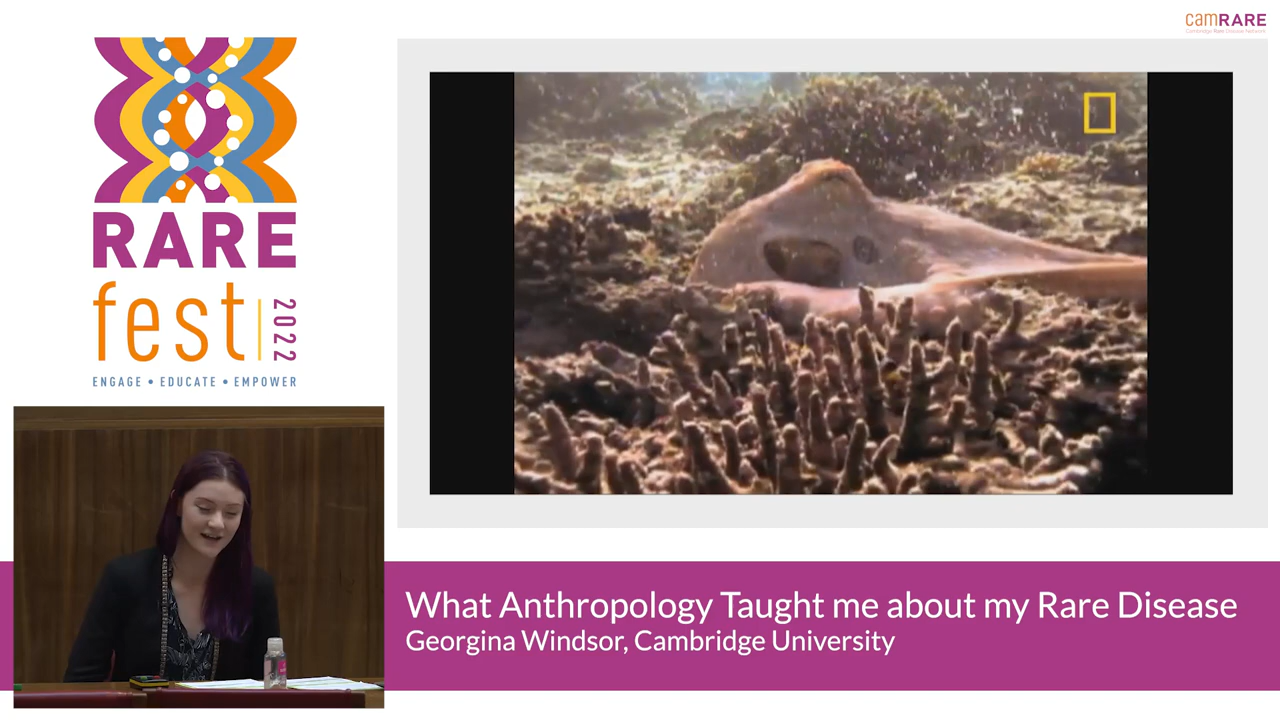 camRARE
Cambridge Rare Disease Network
RARE
fest
2022
ENGAGE • EDUCATE • EMPOWER
What Anthropology Taught me about my Rare Disease
Georgina Windsor, Cambridge University